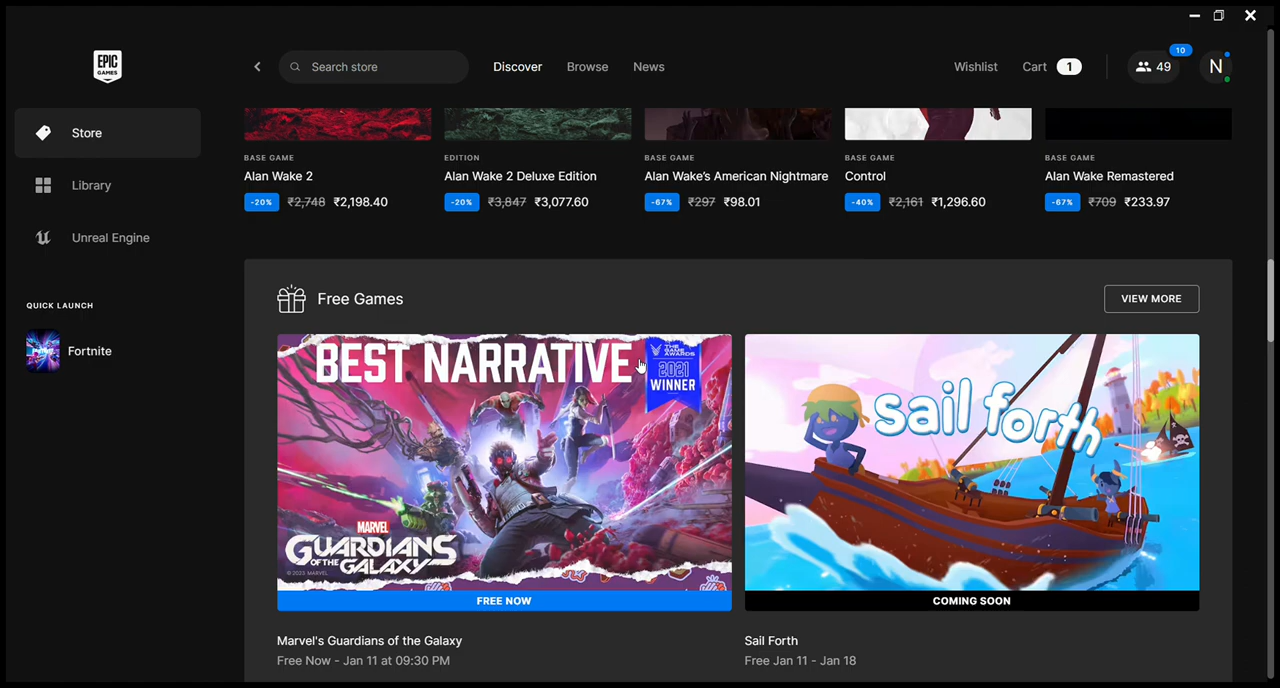 EPIC
GAMES
Search store
Discover
Browse
News
Wishlist
Cart 1
49
10
N
Store
Library
Unreal Engine
QUICK LAUNCH
Fortnite
BASE GAME
Alan Wake 2
-20% ₹2,748 ₹2,198.40
EDITION
Alan Wake 2 Deluxe Edition
-20% ₹3,847 ₹3,077.60
BASE GAME
Alan Wake's American Nightmare
-67% ₹297 ₹98.01
BASE GAME
Control
-40% ₹2,161 ₹1,296.60
BASE GAME
Alan Wake Remastered
-67% ₹709 ₹233.97
Free Games
VIEW MORE
BEST NARRATIVE
THE GAME
AWARDS
2021
WINNER
MARVEL
GUARDIANS
OF THE GALAXY
© 2023 MARVEL
FREE NOW
Marvel's Guardians of the Galaxy
Free Now - Jan 11 at 09:30 PM
sail forth
COMING SOON
Sail Forth
Free Jan 11 - Jan 18